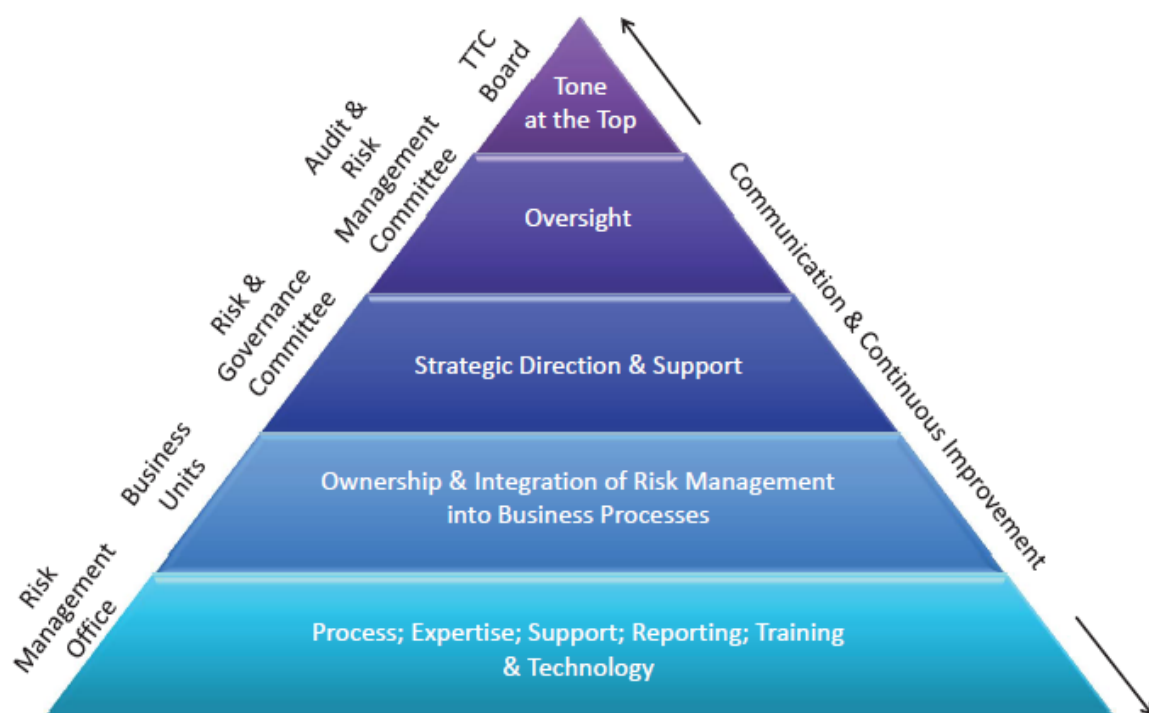 TTC
Board
Tone
at the Top
Audit &
Risk
Management
Committee
Oversight
Risk &
Governance
Committee
Strategic Direction & Support
Business
Units
Ownership & Integration of Risk Management
into Business Processes
Risk
Management
Office
Process; Expertise; Support; Reporting; Training
& Technology
Communication & Continuous Improvement